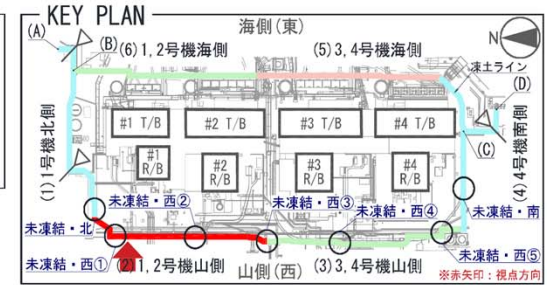 KEY PLAN
海側(東)
N
(A)
(B)
(6)1,2号機海側
(5)3,4号機海側
凍土ライン
(D)
(1)1号機北側
#1 T/B
#2 T/B
#3 T/B
#4 T/B
(C)
(4)4号機南側
#1
R/B
#2
R/B
#3
R/B
#4
R/B
未凍結・西②
未凍結・西③
未凍結・西④
未凍結・南
未凍結・北
未凍結・西①
(2)1,2号機山側
山側(西)
(3)3,4号機山側
未凍結・西⑤
※赤矢印:視点方向